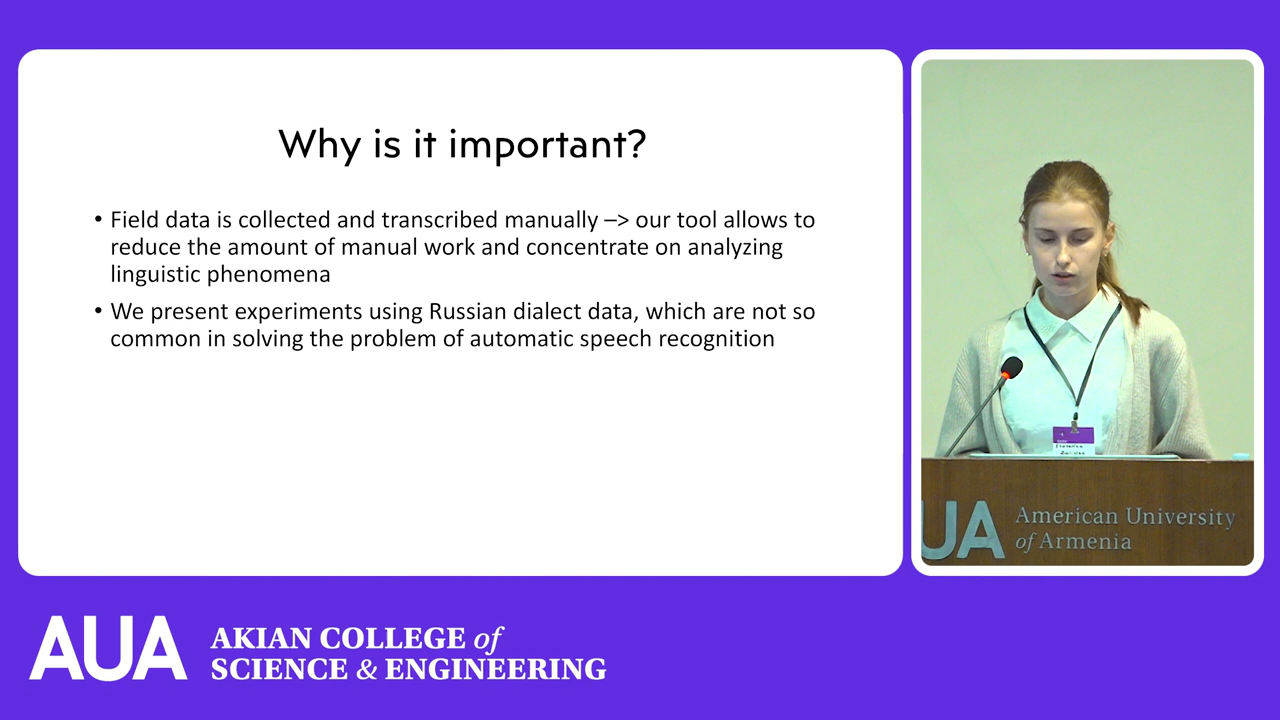 Why is it important?
• Field data is collected and transcribed manually –> our tool allows to
reduce the amount of manual work and concentrate on analyzing
linguistic phenomena
• We present experiments using Russian dialect data, which are not so
common in solving the problem of automatic speech recognition
UA American University
of Armenia
AUA AKIAN COLLEGE of
SCIENCE & ENGINEERING